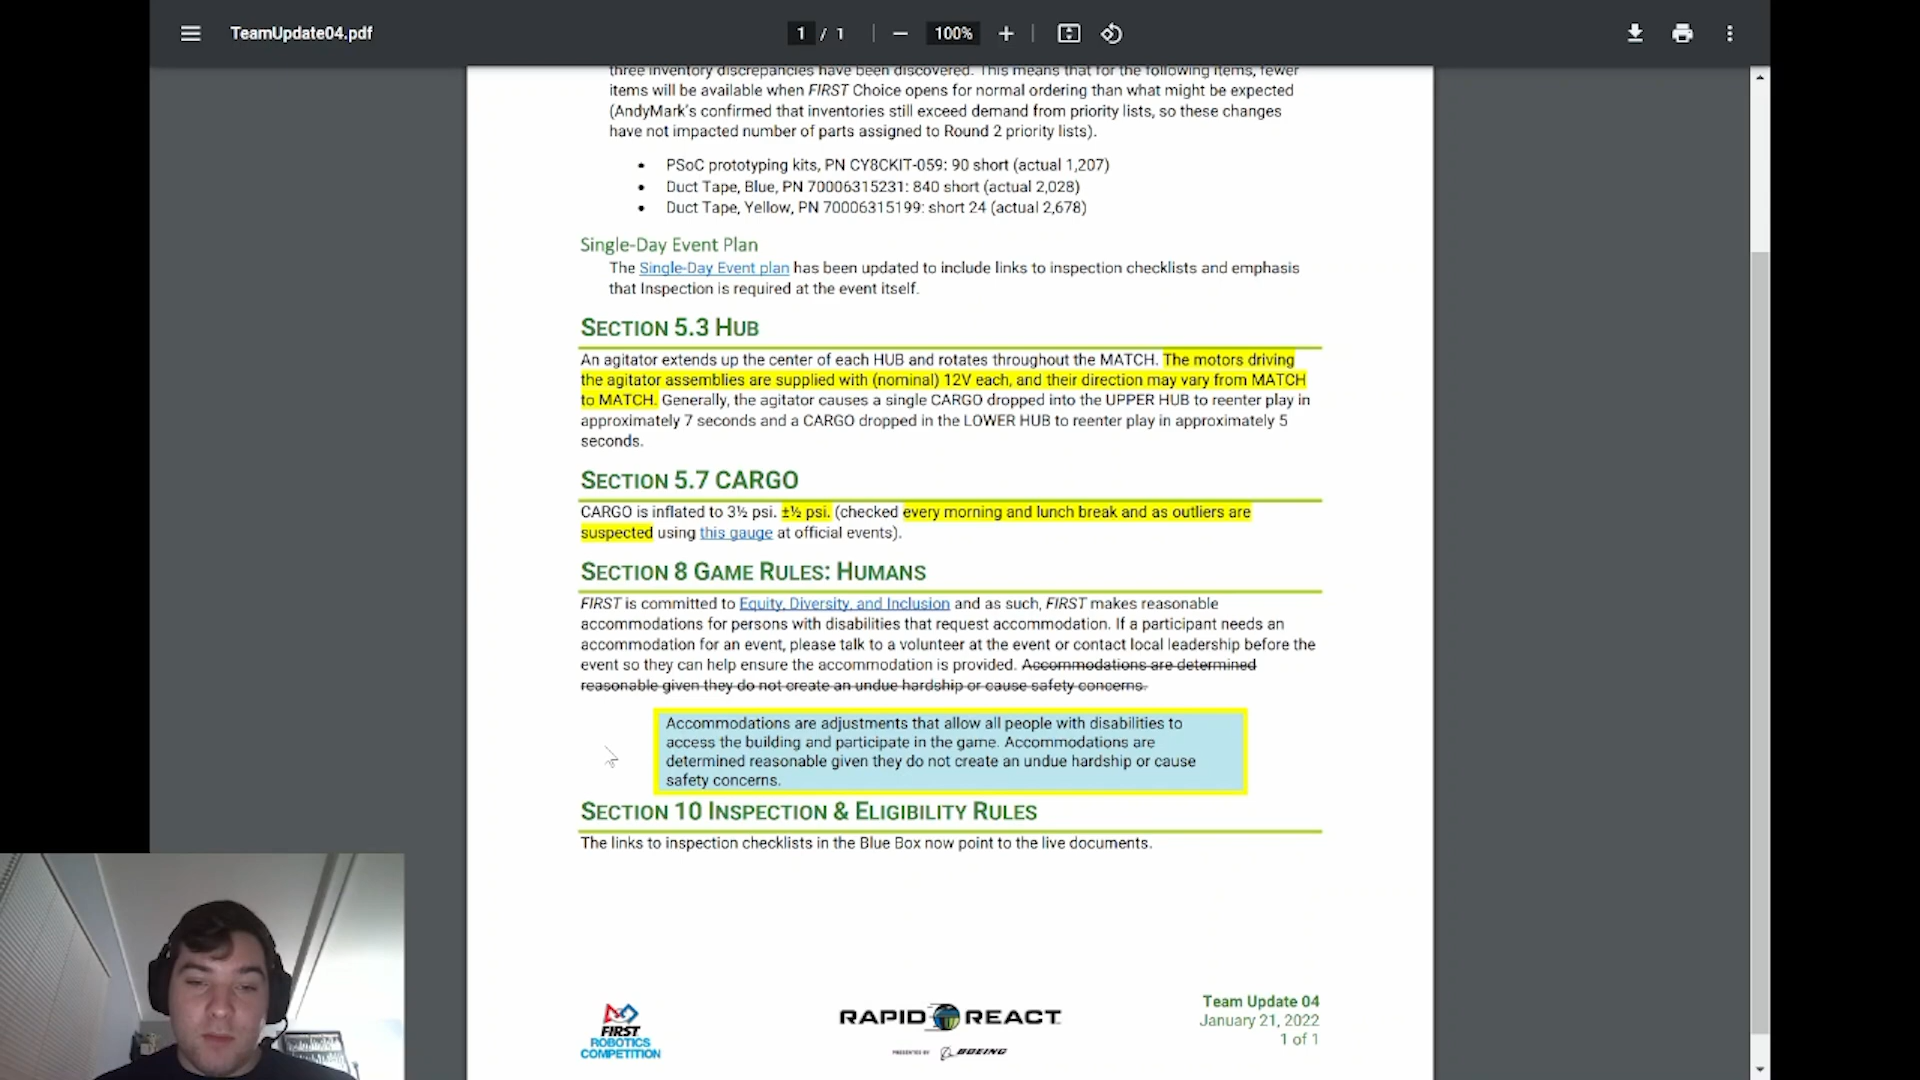 TeamUpdate04.pdf
1 / 1
100%
three inventory discrepancies have been discovered. This means that for the following items, fewer
items will be available when FIRST Choice opens for normal ordering than what might be expected
(AndyMark's confirmed that inventories still exceed demand from priority lists, so these changes
have not impacted number of parts assigned to Round 2 priority lists).
• PSoC prototyping kits, PN CY8CKIT-059: 90 short (actual 1,207)
• Duct Tape, Blue, PN 70006315231: 840 short (actual 2,028)
• Duct Tape, Yellow, PN 70006315199: short 24 (actual 2,678)
Single-Day Event Plan
The Single-Day Event plan has been updated to include links to inspection checklists and emphasis
that Inspection is required at the event itself.
SECTION 5.3 HUB
An agitator extends up the center of each HUB and rotates throughout the MATCH. The motors driving
the agitator assemblies are supplied with (nominal) 12V each, and their direction may vary from MATCH
to MATCH. Generally, the agitator causes a single CARGO dropped into the UPPER HUB to reenter play in
approximately 7 seconds and a CARGO dropped in the LOWER HUB to reenter play in approximately 5
seconds.
SECTION 5.7 CARGO
CARGO is inflated to 3½ psi. ±½ psi. (checked every morning and lunch break and as outliers are
suspected using this gauge at official events).
SECTION 8 GAME RULES: HUMANS
FIRST is committed to Equity, Diversity, and Inclusion and as such, FIRST makes reasonable
accommodations for persons with disabilities that request accommodation. If a participant needs an
accommodation for an event, please talk to a volunteer at the event or contact local leadership before the
event so they can help ensure the accommodation is provided. Accommodations are determined
reasonable given they do not create an undue hardship or cause safety concerns.
Accommodations are adjustments that allow all people with disabilities to
access the building and participate in the game. Accommodations are
determined reasonable given they do not create an undue hardship or cause
safety concerns.
SECTION 10 INSPECTION & ELIGIBILITY RULES
The links to inspection checklists in the Blue Box now point to the live documents.
FIRST
ROBOTICS
COMPETITION
RAPID REACT
PRESENTED BY BOEING
Team Update 04
January 21, 2022
1 of 1